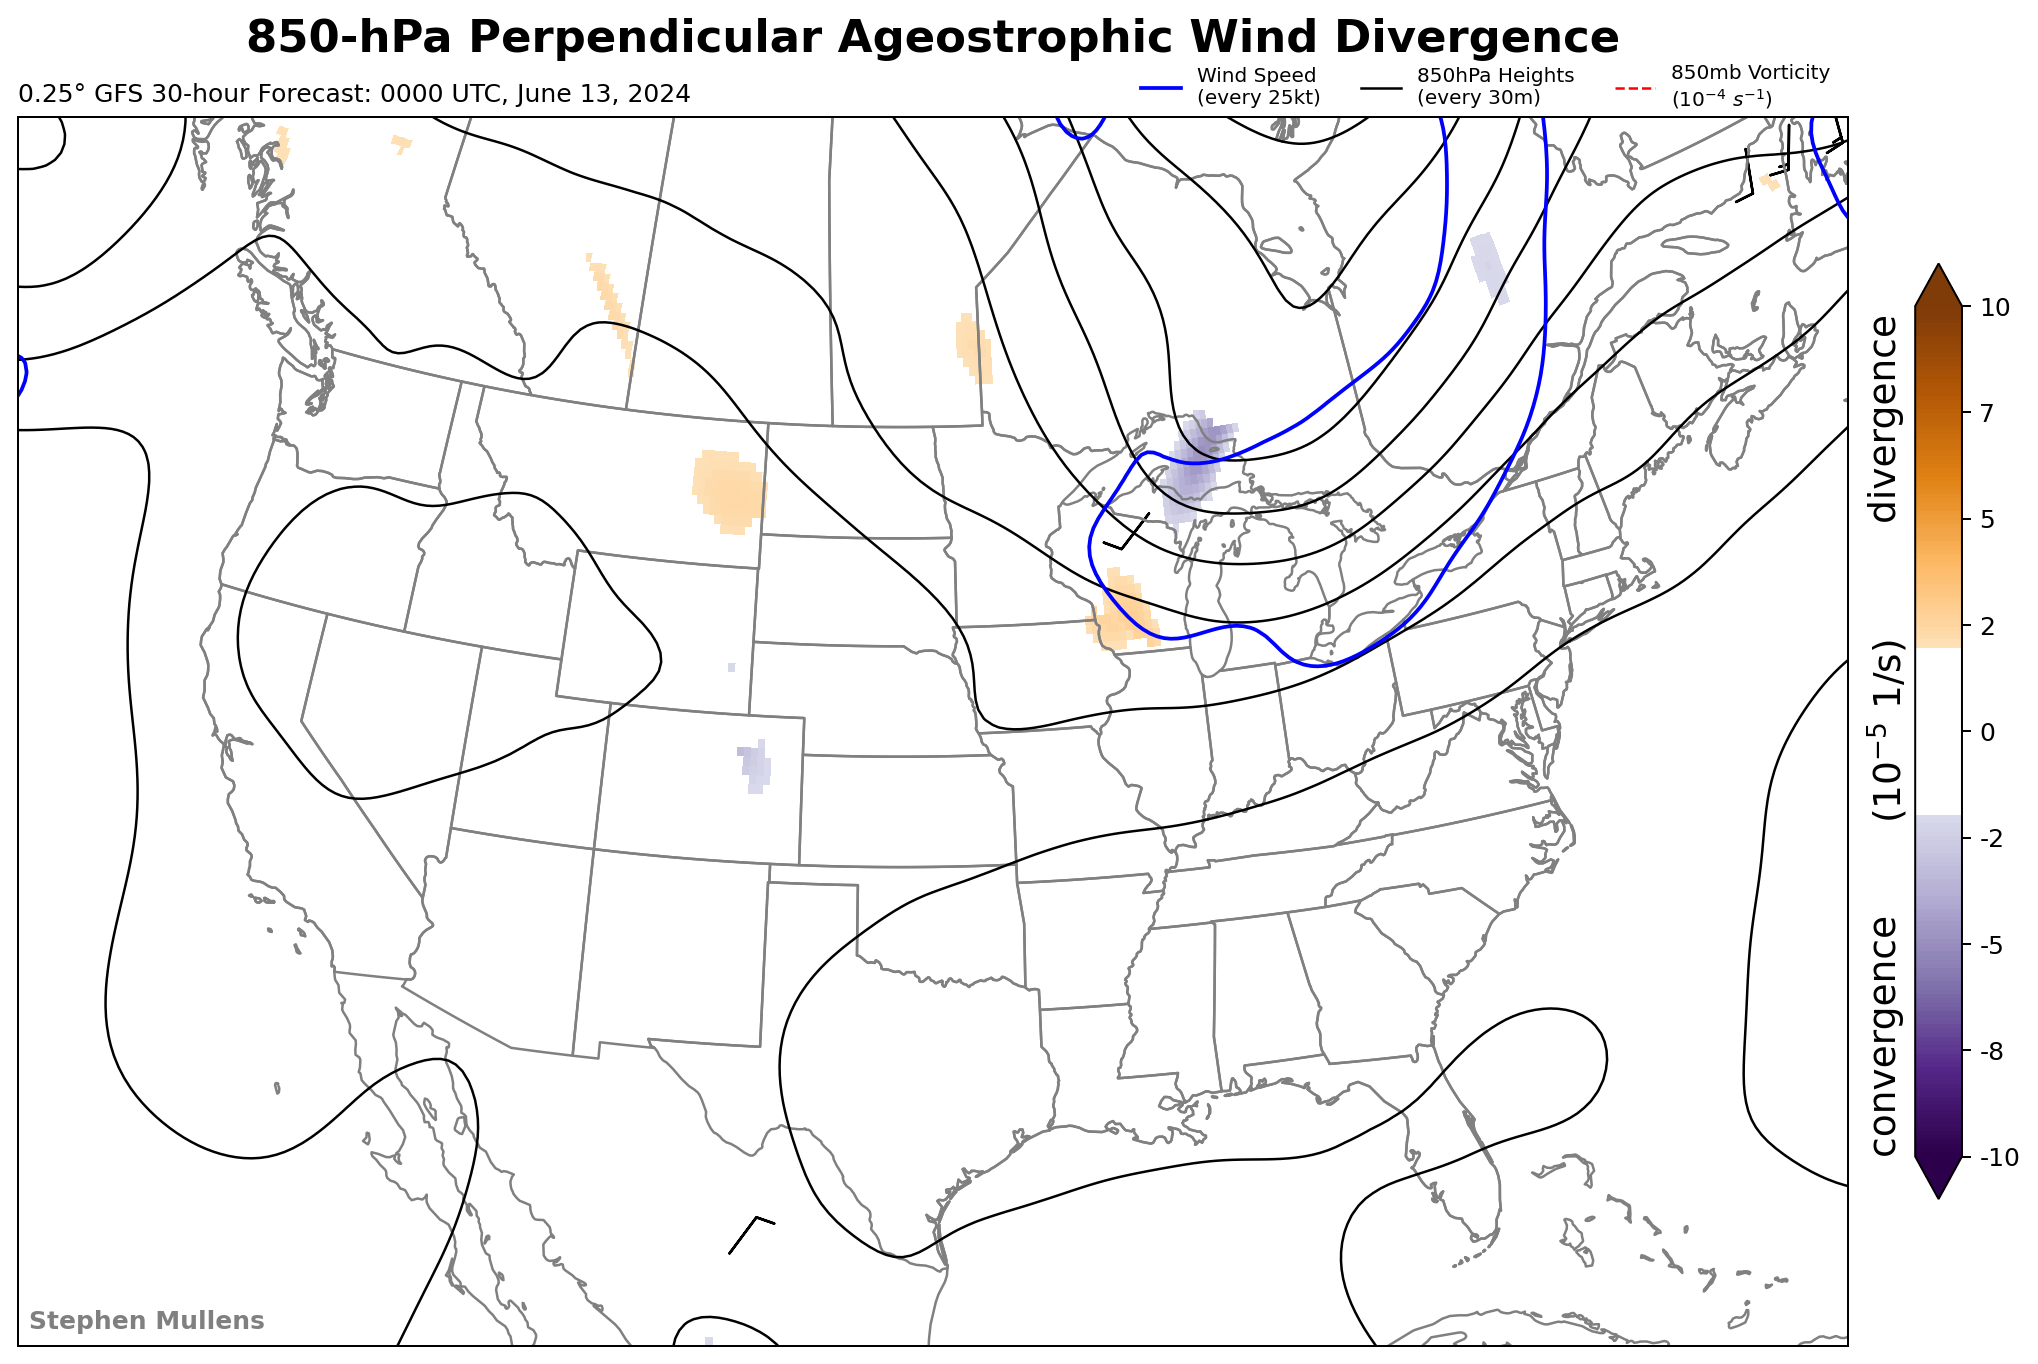 850-hPa Perpendicular Ageostrophic Wind Divergence
0.25° GFS 30-hour Forecast: 0000 UTC, June 13, 2024
Wind Speed
(every 25kt)
850hPa Heights
(every 30m)
850mb Vorticity
(10⁻⁴ s⁻¹)
10
7
5
2
0
-2
-5
-8
-10
convergence (10⁻⁵ 1/s) divergence
Stephen Mullens